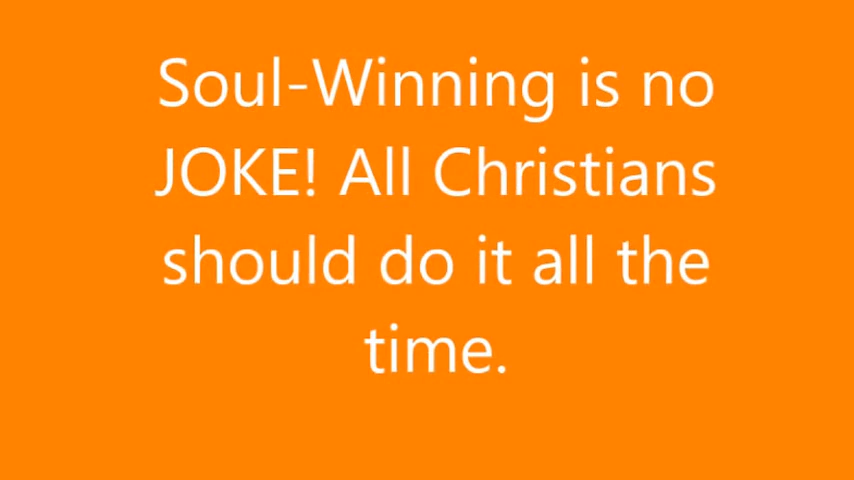 Soul-Winning is no
JOKE! All Christians
should do it all the
time.